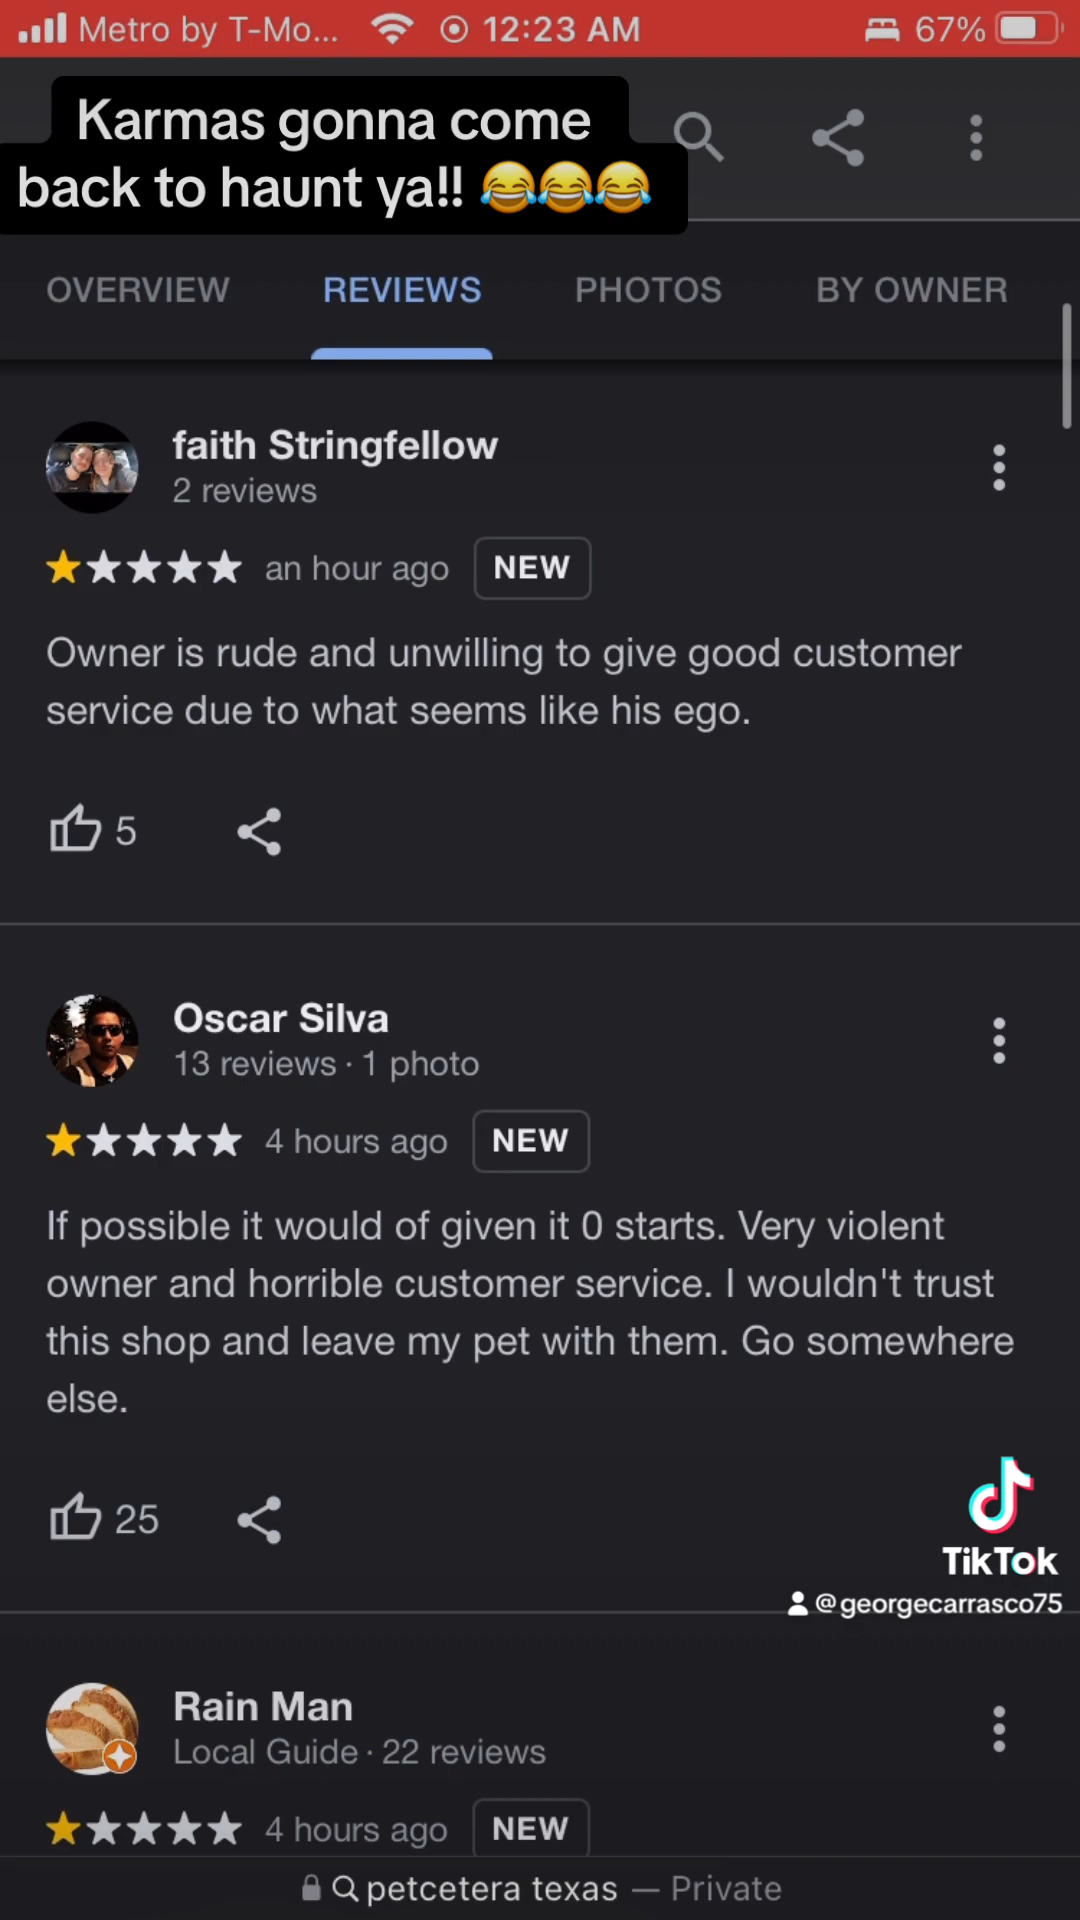 Metro by T-Mo... 12:23 AM 67%
Karmas gonna come
back to haunt ya!! 😂😂😂
OVERVIEW REVIEWS PHOTOS BY OWNER
faith Stringfellow
2 reviews
an hour ago NEW
Owner is rude and unwilling to give good customer
service due to what seems like his ego.
5
Oscar Silva
13 reviews · 1 photo
4 hours ago NEW
If possible it would of given it 0 starts. Very violent
owner and horrible customer service. I wouldn't trust
this shop and leave my pet with them. Go somewhere
else.
25
TikTok
@georgecarrasco75
Rain Man
Local Guide · 22 reviews
4 hours ago NEW
petcetera texas — Private